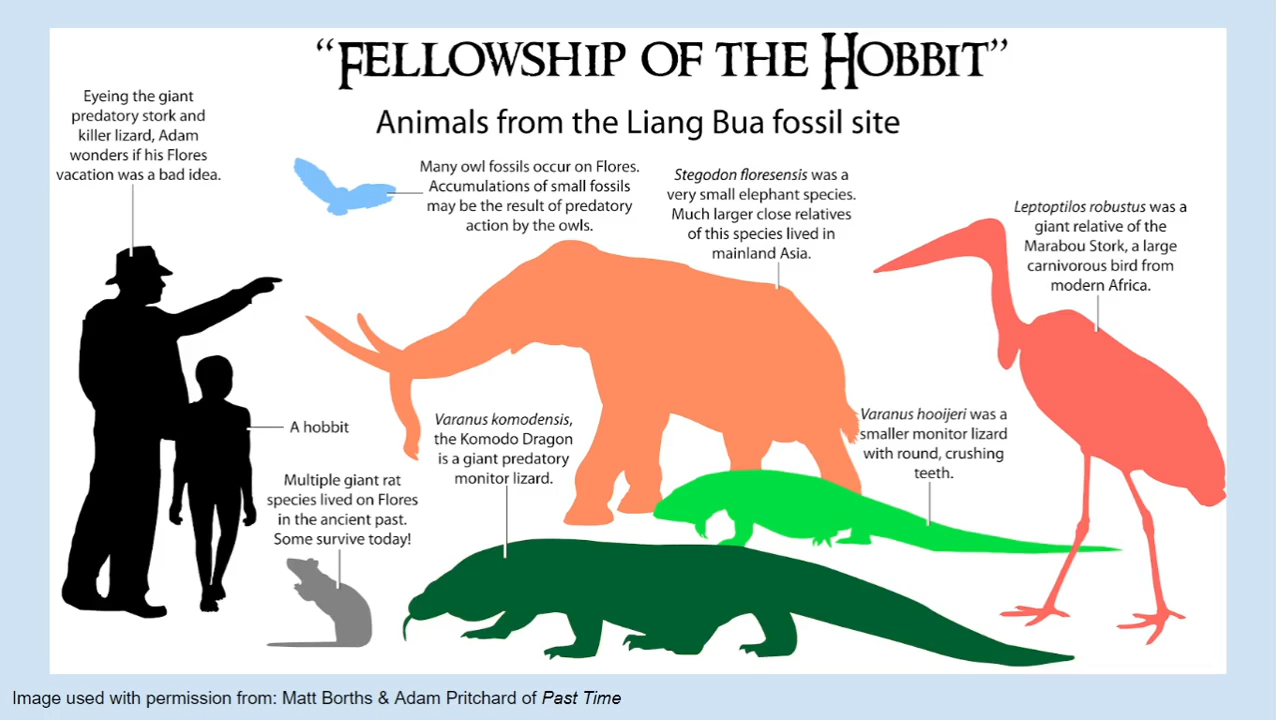 “FELLOWSHIP OF THE HOBBIT”
Animals from the Liang Bua fossil site
Eyeing the giant
predatory stork and
killer lizard, Adam
wonders if his Flores
vacation was a bad idea.
Many owl fossils occur on Flores.
Accumulations of small fossils
may be the result of predatory
action by the owls.
Stegodon floresensis was a
very small elephant species.
Much larger close relatives
of this species lived in
mainland Asia.
Leptoptilos robustus was a
giant relative of the
Marabou Stork, a large
carnivorous bird from
modern Africa.
A hobbit
Multiple giant rat
species lived on Flores
in the ancient past.
Some survive today!
Varanus komodensis,
the Komodo Dragon
is a giant predatory
monitor lizard.
Varanus hooijeri was a
smaller monitor lizard
with round, crushing
teeth.
Image used with permission from: Matt Borths & Adam Pritchard of Past Time